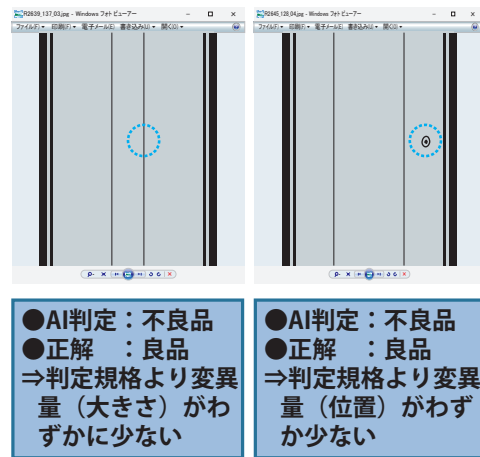 R2639_137_03.jpg - Windows フォト ビューアー
ファイル(F) 印刷(F) 電子メール(E) 書き込み(U) 開く(O)
R2645_128_04.jpg - Windows フォト ビューアー
ファイル(F) 印刷(F) 電子メール(E) 書き込み(U) 開く(O)
●AI判定：不良品
●正解　：良品
⇒判定規格より変異
量（大きさ）がわ
ずかに少ない
●AI判定：不良品
●正解　：良品
⇒判定規格より変異
量（位置）がわず
か少ない